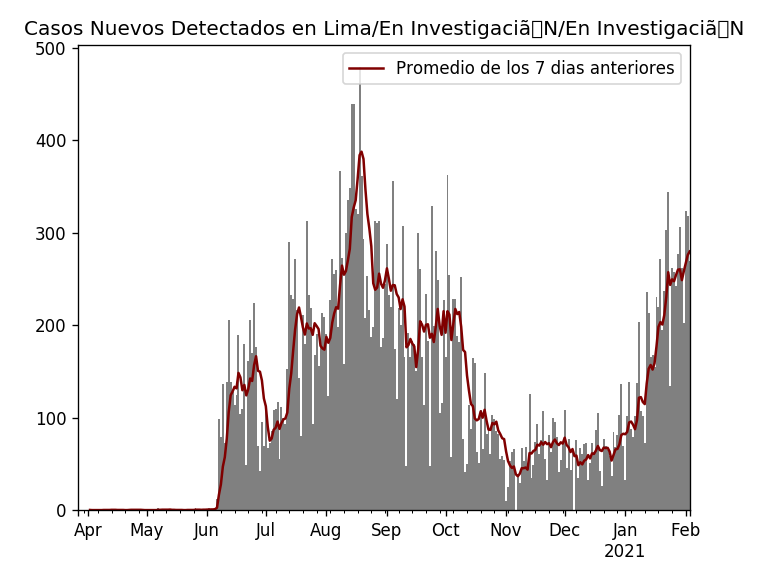 Casos Nuevos Detectados en Lima/En Investigaciã�N/En Investigaciã�N
Promedio de los 7 dias anteriores
500
400
300
200
100
0
Apr May Jun Jul Aug Sep Oct Nov Dec Jan Feb
2021